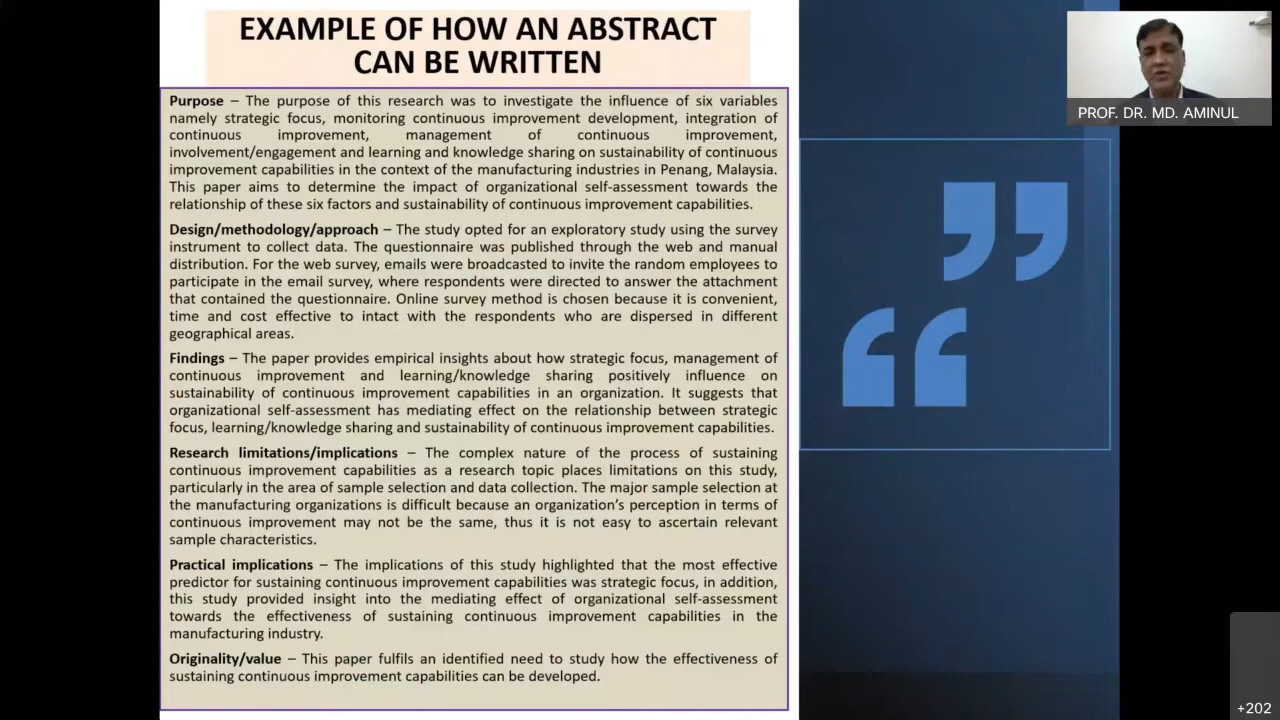 EXAMPLE OF HOW AN ABSTRACT
CAN BE WRITTEN
Purpose – The purpose of this research was to investigate the influence of six variables
namely strategic focus, monitoring continuous improvement development, integration of
continuous improvement, management of continuous improvement,
involvement/engagement and learning and knowledge sharing on sustainability of continuous
improvement capabilities in the context of the manufacturing industries in Penang, Malaysia.
This paper aims to determine the impact of organizational self-assessment towards the
relationship of these six factors and sustainability of continuous improvement capabilities.
Design/methodology/approach – The study opted for an exploratory study using the survey
instrument to collect data. The questionnaire was published through the web and manual
distribution. For the web survey, emails were broadcasted to invite the random employees to
participate in the email survey, where respondents were directed to answer the attachment
that contained the questionnaire. Online survey method is chosen because it is convenient,
time and cost effective to intact with the respondents who are dispersed in different
geographical areas.
Findings – The paper provides empirical insights about how strategic focus, management of
continuous improvement and learning/knowledge sharing positively influence on
sustainability of continuous improvement capabilities in an organization. It suggests that
organizational self-assessment has mediating effect on the relationship between strategic
focus, learning/knowledge sharing and sustainability of continuous improvement capabilities.
Research limitations/implications – The complex nature of the process of sustaining
continuous improvement capabilities as a research topic places limitations on this study,
particularly in the area of sample selection and data collection. The major sample selection at
the manufacturing organizations is difficult because an organization's perception in terms of
continuous improvement may not be the same, thus it is not easy to ascertain relevant
sample characteristics.
Practical implications – The implications of this study highlighted that the most effective
predictor for sustaining continuous improvement capabilities was strategic focus, in addition,
this study provided insight into the mediating effect of organizational self-assessment
towards the effectiveness of sustaining continuous improvement capabilities in the
manufacturing industry.
Originality/value – This paper fulfils an identified need to study how the effectiveness of
sustaining continuous improvement capabilities can be developed.
PROF. DR. MD. AMINUL
+202